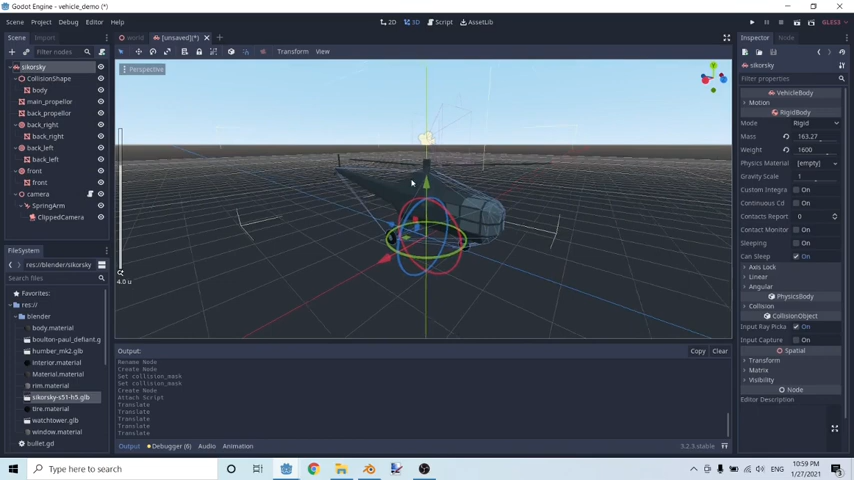 Godot Engine - vehicle_demo (*)
Scene Project Debug Editor Help
2D 3D Script AssetLib
GLES3
Scene Import
world
[unsaved](*)
Inspector Node
Filter nodes
Transform View
sikorsky
CollisionShape
body
main_propellor
back_propellor
back_right
back_right
back_left
back_left
front
front
camera
SpringArm
ClippedCamera
Perspective
4.0 u
sikorsky
Filter properties
VehicleBody
Motion
RigidBody
Mode Rigid
Mass 163.27
Weight 1600
Physics Material [empty]
Gravity Scale 1
Custom Integra On
Continuous Cd On
Contacts Report 0
Contact Monitor On
Sleeping On
Can Sleep On
Axis Lock
Linear
Angular
PhysicsBody
Collision
CollisionObject
Input Ray Picka On
Input Capture On
Spatial
Transform
Matrix
Visibility
Node
Editor Description
FileSystem
res://blender/sikorsky
Search files
Favorites:
res://
blender
body.material
boulton-paul_defiant.g
humber_mk2.glb
interior.material
Material.material
rim.material
sikorsky-s51-h5.glb
tire.material
watchtower.glb
window.material
bullet.gd
Output:
Copy Clear
Rename Node
Create Node
Set collision_mask
Set collision_mask
Create Node
Attach Script
Translate
Translate
Translate
Translate
Output Debugger (6) Audio Animation
3.2.3.stable
Type here to search
ENG
10:59 PM
1/27/2021